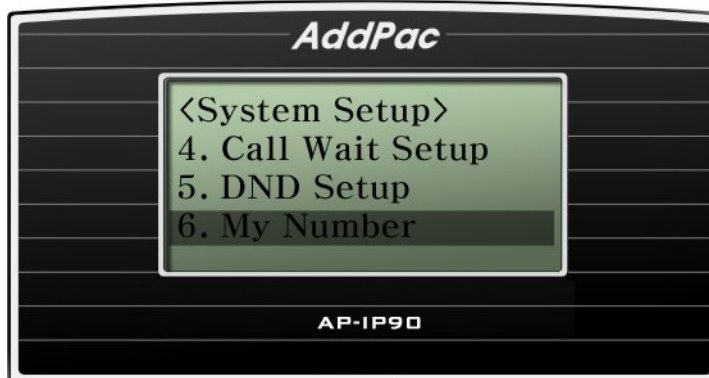 AddPac
<System Setup>
4. Call Wait Setup
5. DND Setup
6. My Number
AP-IP90